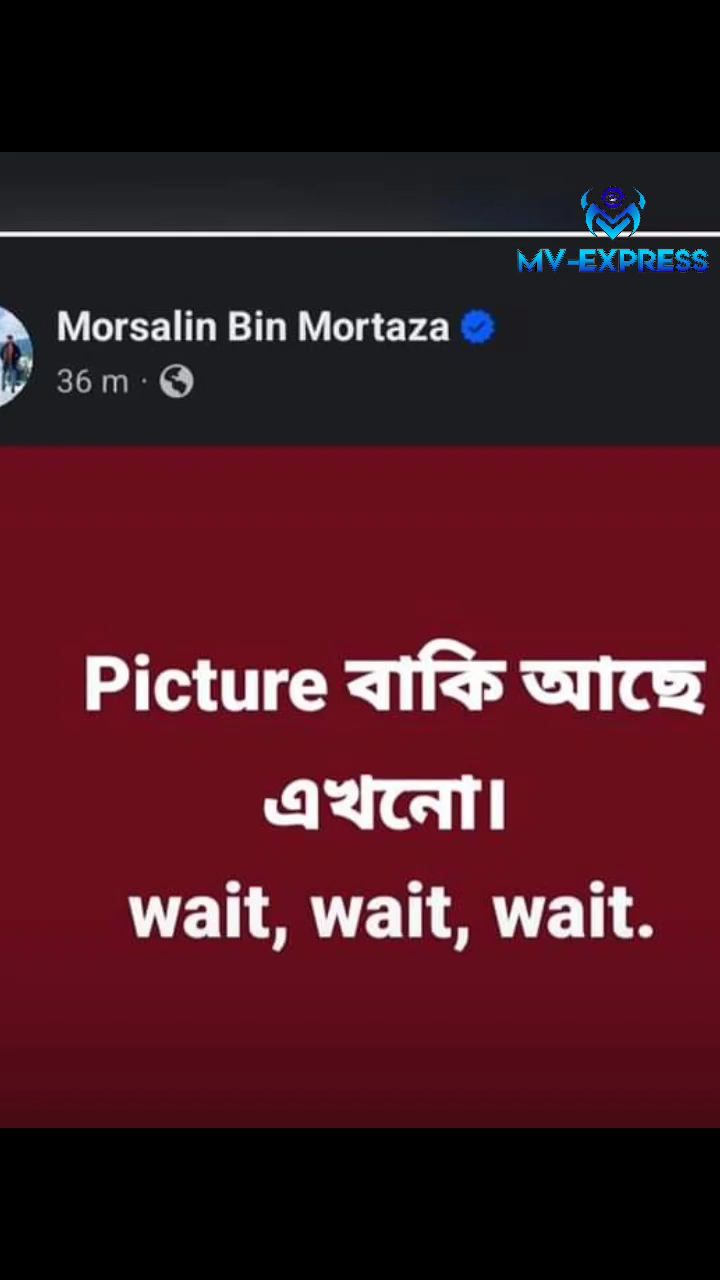 MV-EXPRESS
Morsalin Bin Mortaza
36 m ·
Picture বাকি আছে
এখনো।
wait, wait, wait.